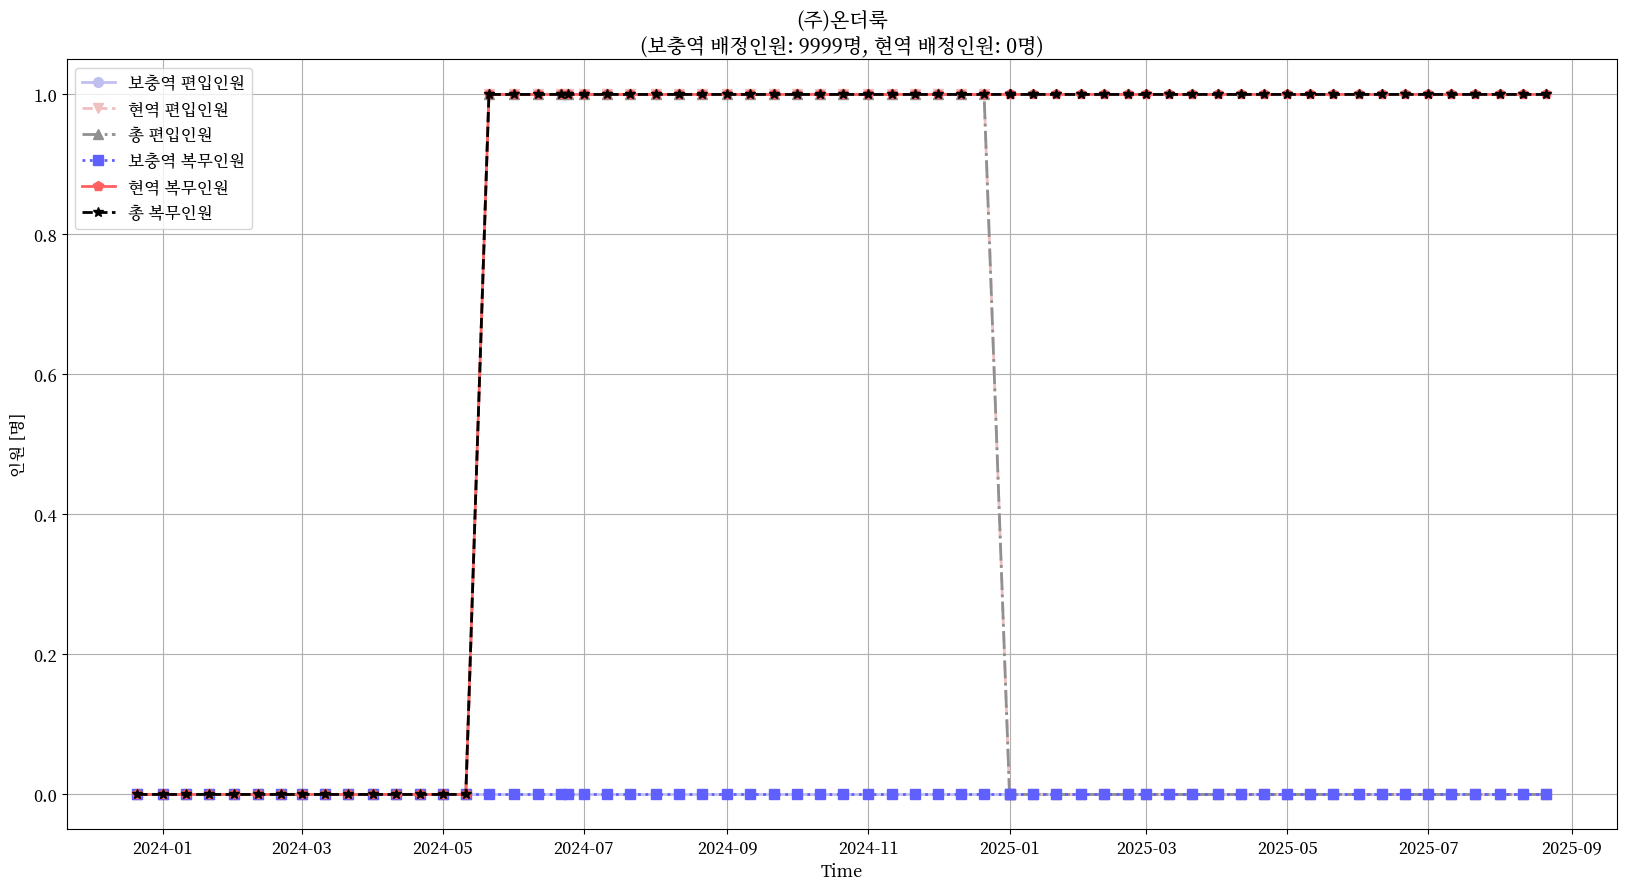 (주)온더룩
(보충역 배정인원: 9999명, 현역 배정인원: 0명)
보충역 편입인원
현역 편입인원
총 편입인원
보충역 복무인원
현역 복무인원
총 복무인원
1.0
0.8
0.6
0.4
0.2
0.0
인원 [명]
2024-01
2024-03
2024-05
2024-07
2024-09
2024-11
2025-01
2025-03
2025-05
2025-07
2025-09
Time